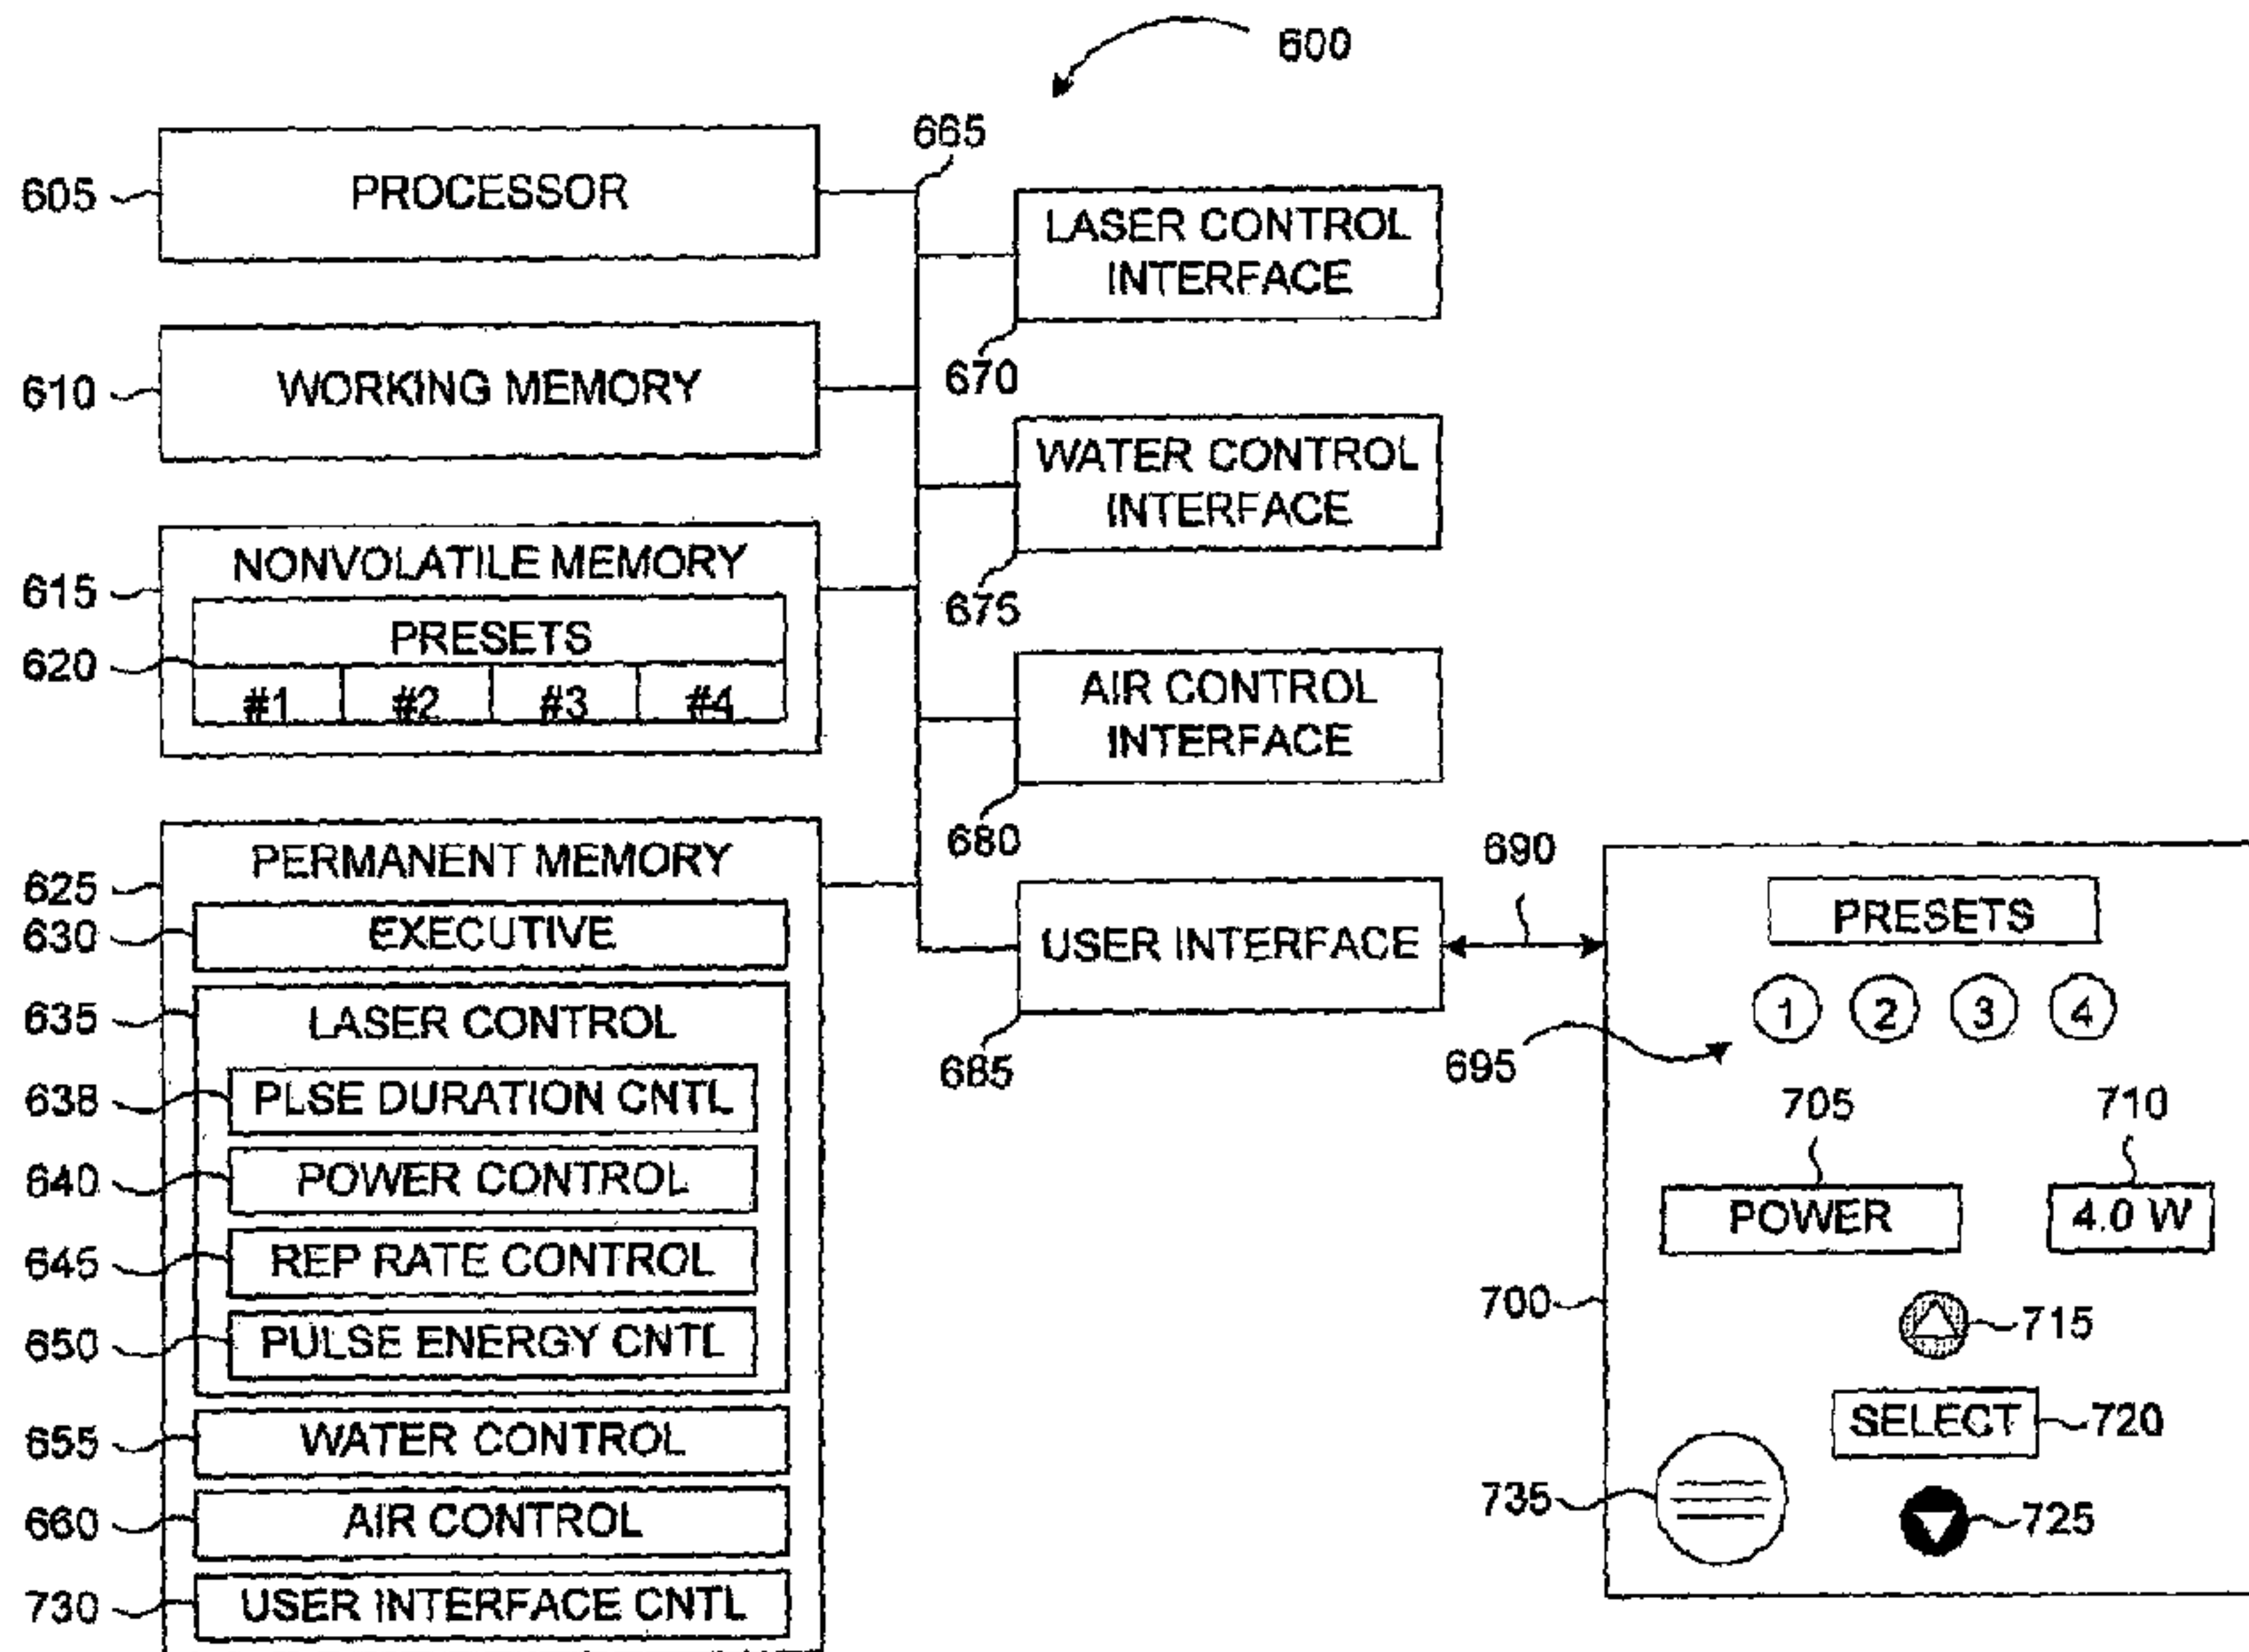 600
665
605
PROCESSOR
LASER CONTROL
INTERFACE
670
610
WORKING MEMORY
WATER CONTROL
INTERFACE
675
615
NONVOLATILE MEMORY
620
PRESETS
#1 #2 #3 #4
AIR CONTROL
INTERFACE
680
625
PERMANENT MEMORY
630
EXECUTIVE
635
LASER CONTROL
638
PLSE DURATION CNTL
640
POWER CONTROL
645
REP RATE CONTROL
650
PULSE ENERGY CNTL
655
WATER CONTROL
660
AIR CONTROL
730
USER INTERFACE CNTL
USER INTERFACE
685
690
PRESETS
1 2 3 4
695
705 710
POWER 4.0 W
700
715
SELECT 720
735
725